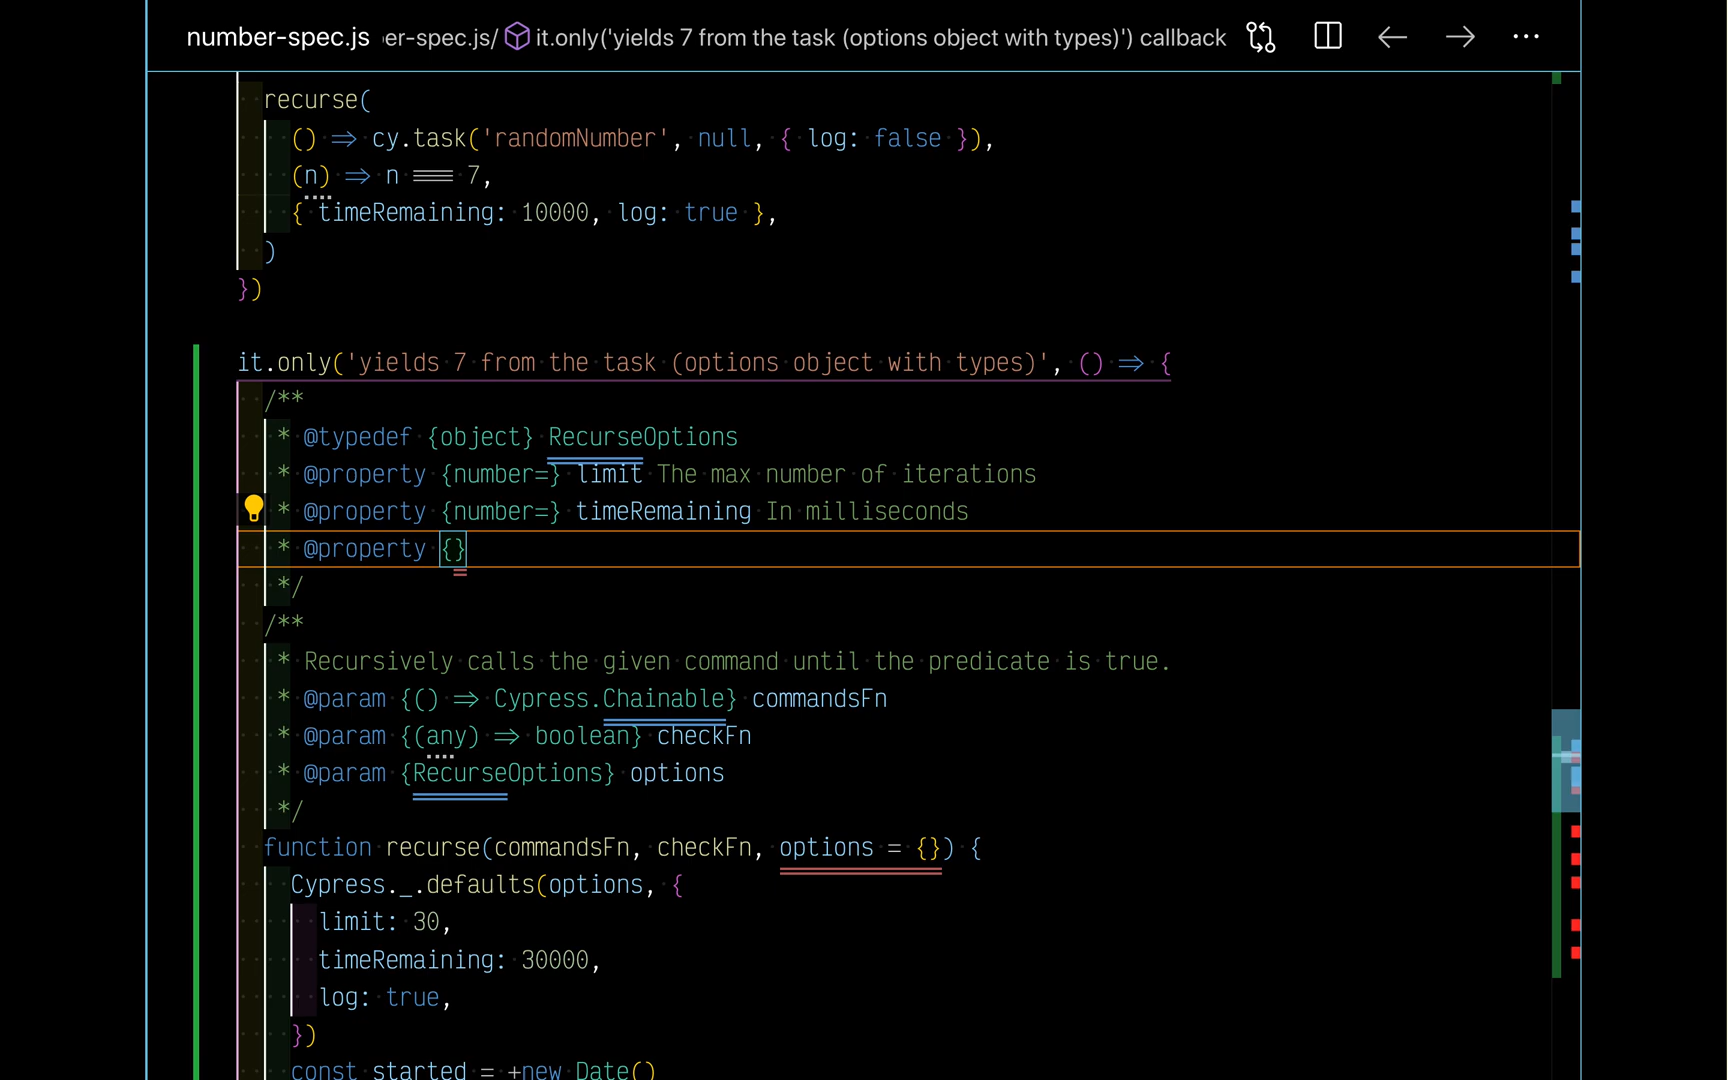 number-spec.js er-spec.js/ it.only('yields 7 from the task (options object with types)') callback
recurse(
() => cy.task('randomNumber', null, { log: false }),
(n) => n === 7,
{ timeRemaining: 10000, log: true },
)
})
it.only('yields 7 from the task (options object with types)', () => {
/**
* @typedef {object} RecurseOptions
* @property {number=} limit The max number of iterations
* @property {number=} timeRemaining In milliseconds
* @property {}
*/
/**
* Recursively calls the given command until the predicate is true.
* @param {() => Cypress.Chainable} commandsFn
* @param {(any) => boolean} checkFn
* @param {RecurseOptions} options
*/
function recurse(commandsFn, checkFn, options = {}) {
Cypress._.defaults(options, {
limit: 30,
timeRemaining: 30000,
log: true,
})
const started = +new Date()